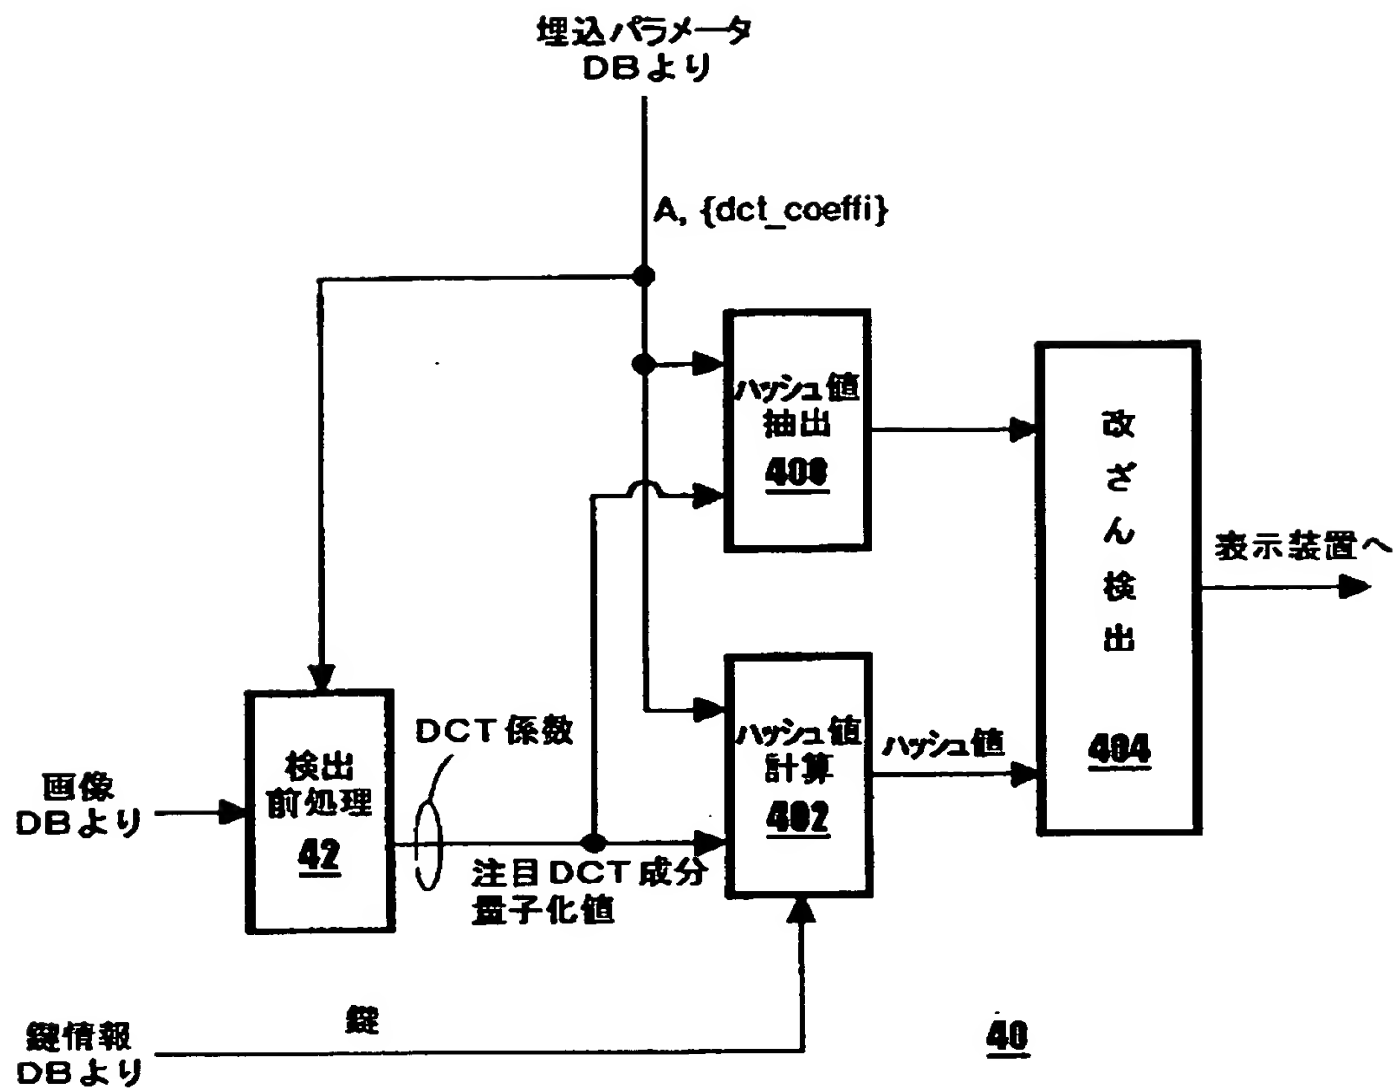 埋込パラメータ
DBより
A, {dct_coeffi}
ハッシュ値
抽出
改ざん検出
表示装置へ
検出
前処理
42
DCT係数
ハッシュ値
計算
402
ハッシュ値
404
画像
DBより
注目DCT成分
量子化値
鍵情報
DBより
鍵
40